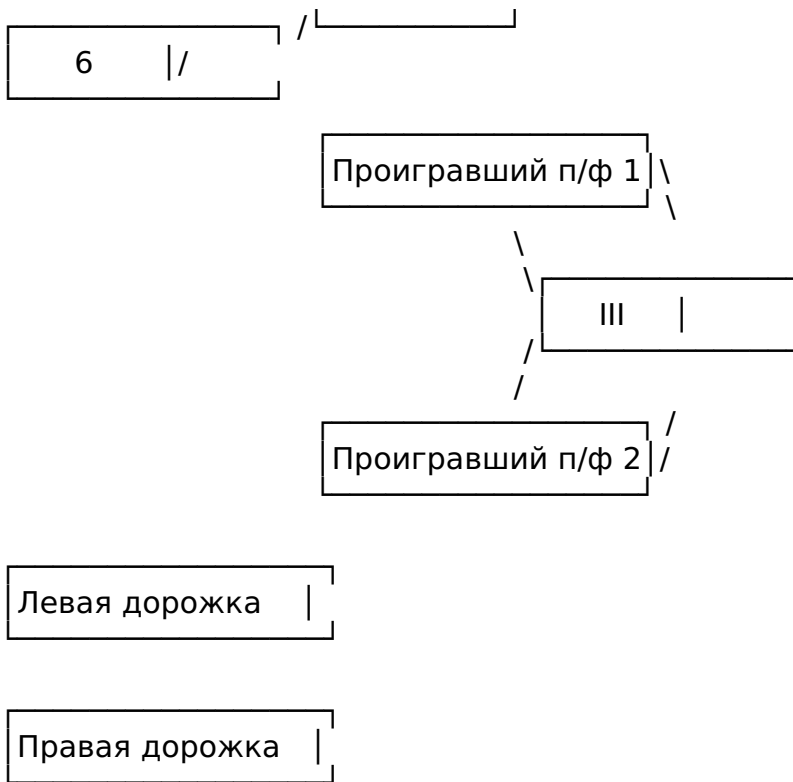 6
Проигравший п/ф 1
III
Проигравший п/ф 2
Левая дорожка
Правая дорожка